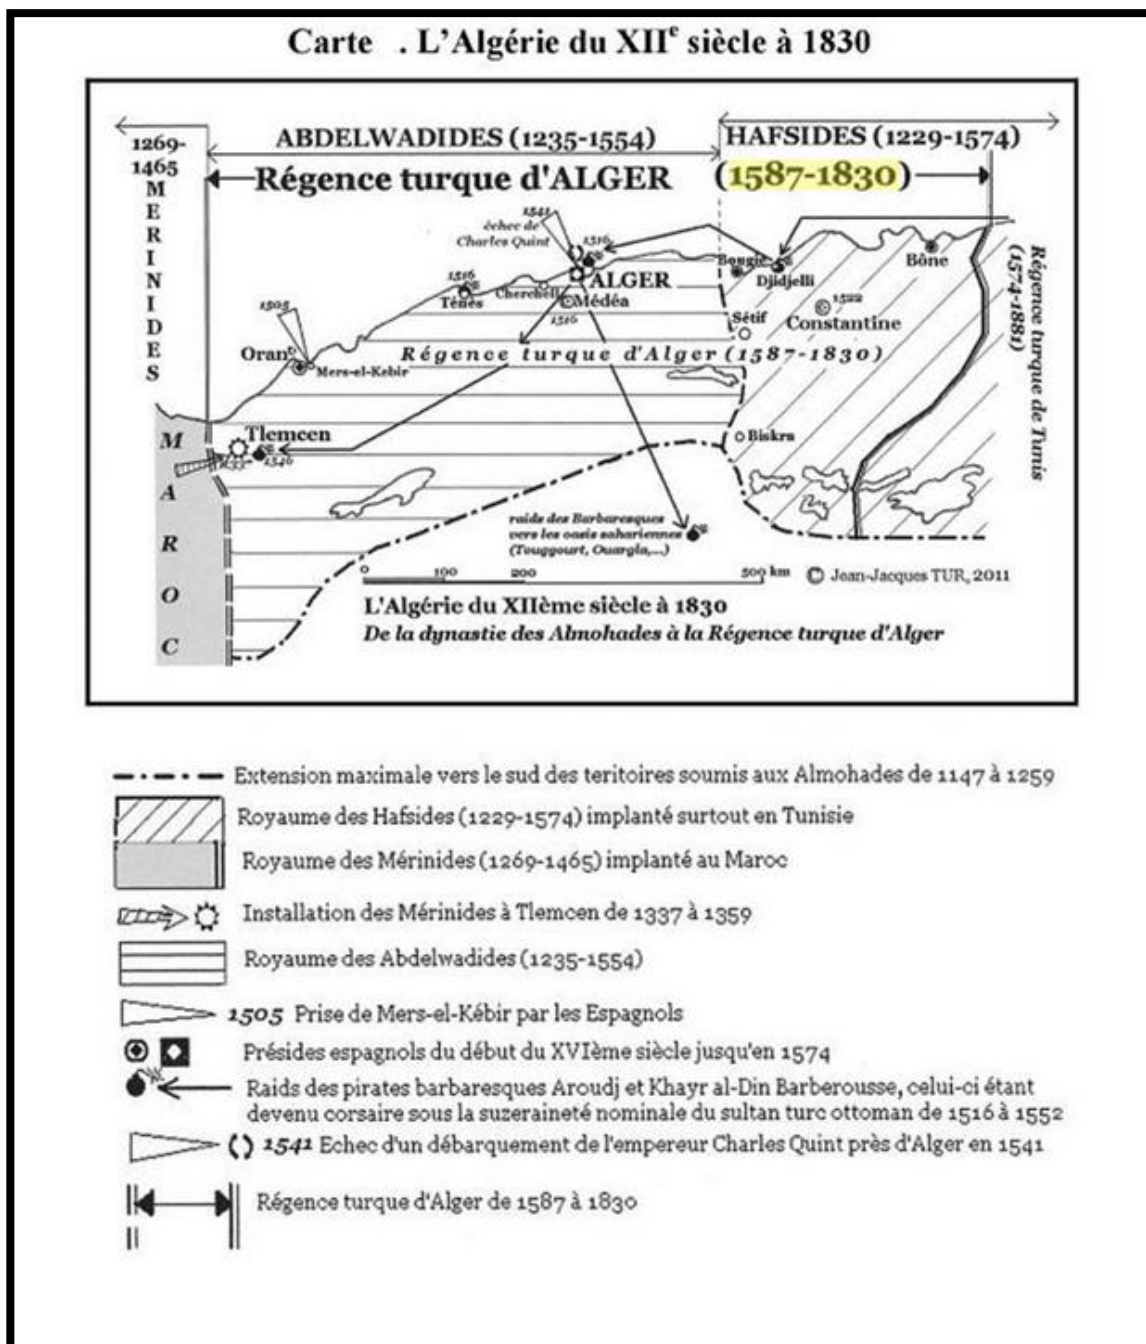 Carte . L'Algérie du XIIe siècle à 1830
1269-
1465
MERINIDES
ABDELWADIDES (1235-1554)
HAFSIDES (1229-1574)
Régence turque d'ALGER (1587-1830)
1541
échec de
Charles Quint
1516
ALGER
1516
Ténès
Cherchell
Médéa
1516
Bougie
Djidjelli
Bône
1522
Constantine
Sétif
1505
Oran
Mers-el-Kebir
Régence turque d'Alger (1587-1830)
Régence turque de Tunis
(1574-1881)
Tlemcen
1546
Biskra
MAROC
raids des Barbaresques
vers les oasis sahariennes
(Touggourt, Ouargla,...)
0 100 200 500 km
© Jean-Jacques TUR, 2011
L'Algérie du XIIème siècle à 1830
De la dynastie des Almohades à la Régence turque d'Alger
Extension maximale vers le sud des teritoires soumis aux Almohades de 1147 à 1259
Royaume des Hafsides (1229-1574) implanté surtout en Tunisie
Royaume des Mérinides (1269-1465) implanté au Maroc
Installation des Mérinides à Tlemcen de 1337 à 1359
Royaume des Abdelwadides (1235-1554)
1505 Prise de Mers-el-Kébir par les Espagnols
Présides espagnols du début du XVIème siècle jusqu'en 1574
Raids des pirates barbaresques Aroudj et Khayr al-Din Barberousse, celui-ci étant
devenu corsaire sous la suzeraineté nominale du sultan turc ottoman de 1516 à 1552
1541 Echec d'un débarquement de l'empereur Charles Quint près d'Alger en 1541
Régence turque d'Alger de 1587 à 1830